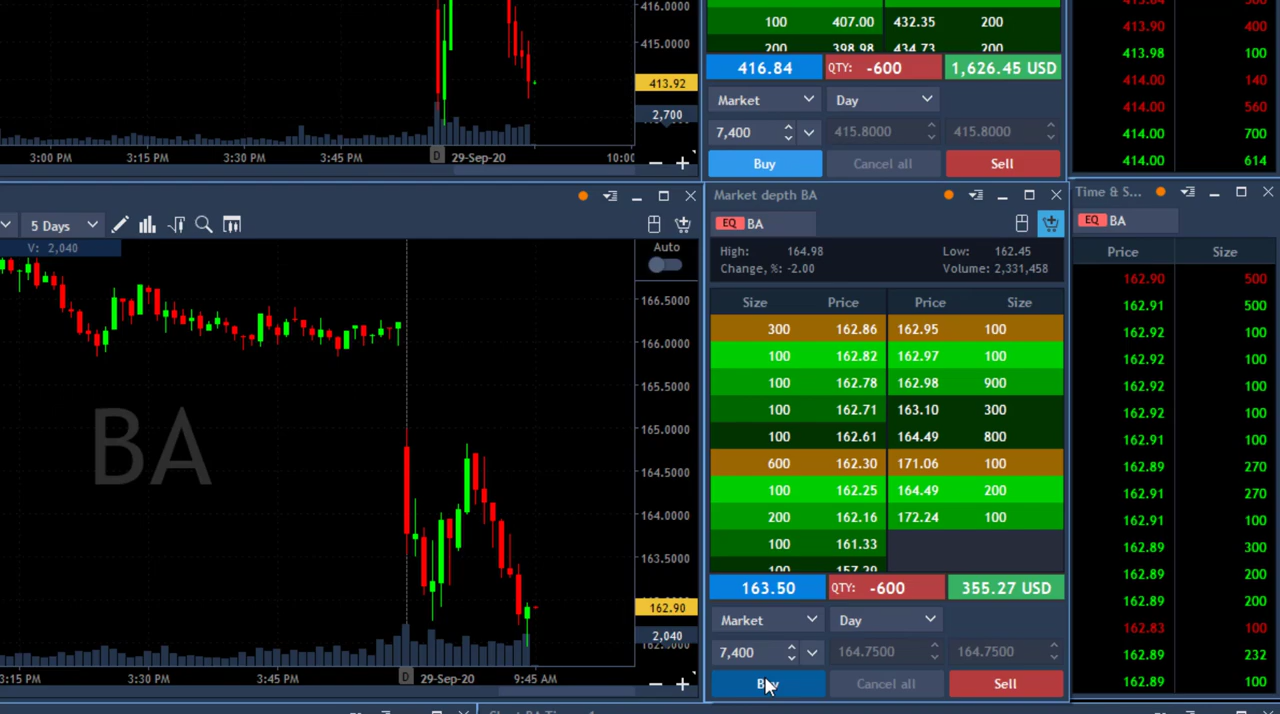 416.0000
415.0000
413.92
2,700
3:00 PM 3:15 PM 3:30 PM 3:45 PM D 29-Sep-20 10:00
100 407.00 432.35 200
200 398.98 434.73 200
416.84 QTY: -600 1,626.45 USD
Market Day
7,400 415.8000 415.8000
Buy Cancel all Sell
413.90 400
413.98 100
414.00 140
414.00 560
414.00 700
414.00 614
5 Days
V: 2,040
Auto
166.5000
166.0000
165.5000
165.0000
164.5000
164.0000
163.5000
162.90
2,040
BA
3:15 PM 3:30 PM 3:45 PM D 29-Sep-20 9:45 AM
Market depth BA
EQ BA
High: 164.98 Low: 162.45
Change, %: -2.00 Volume: 2,331,458
Size Price Price Size
300 162.86 162.95 100
100 162.82 162.97 100
100 162.78 162.98 900
100 162.71 163.10 300
100 162.61 164.49 800
600 162.30 171.06 100
100 162.25 164.49 200
200 162.16 172.24 100
100 161.33
100 157.29
163.50 QTY: -600 355.27 USD
Market Day
7,400 164.7500 164.7500
Buy Cancel all Sell
Time & S...
EQ BA
Price Size
162.90 500
162.91 500
162.92 100
162.92 100
162.92 100
162.92 100
162.91 100
162.89 270
162.91 270
162.91 100
162.89 300
162.89 200
162.89 200
162.83 100
162.89 232
162.89 100